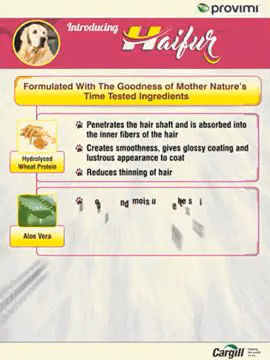 provimi
Introducing
Haifur
Formulated With The Goodness of Mother Nature's
Time Tested Ingredients
Penetrates the hair shaft and is absorbed into
the inner fibers of the hair
Creates smoothness, gives glossy coating and
lustrous appearance to coat
Reduces thinning of hair
Hydrolysed
Wheat Protein
Aloe Vera
Cargill